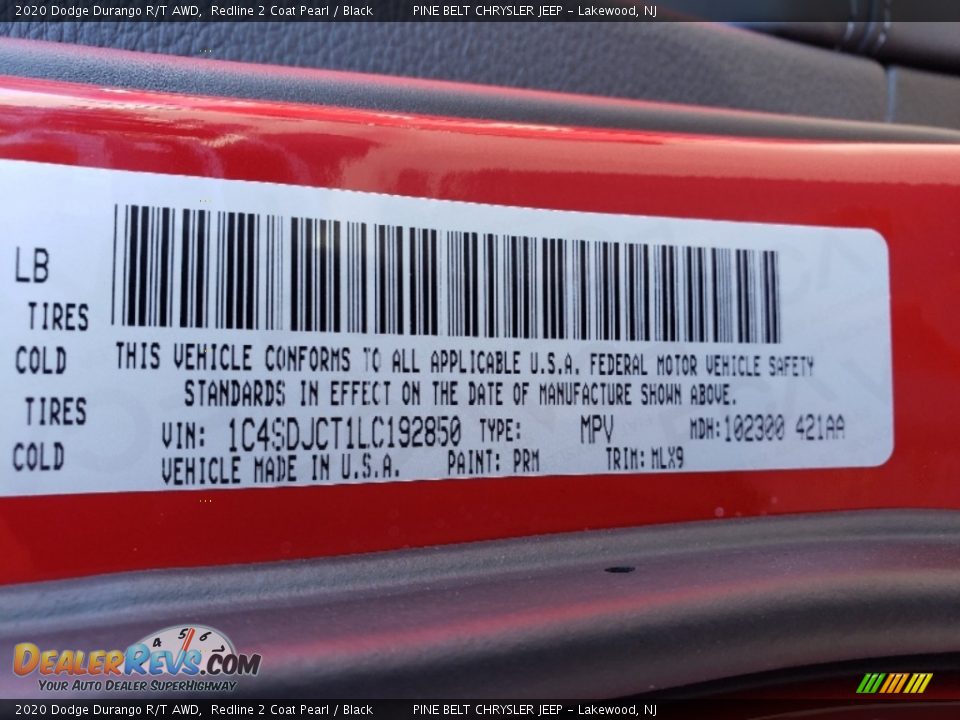 2020 Dodge Durango R/T AWD, Redline 2 Coat Pearl / Black PINE BELT CHRYSLER JEEP - Lakewood, NJ
LB
TIRES
COLD
TIRES
COLD
THIS VEHICLE CONFORMS TO ALL APPLICABLE U.S.A. FEDERAL MOTOR VEHICLE SAFETY
STANDARDS IN EFFECT ON THE DATE OF MANUFACTURE SHOWN ABOVE.
VIN: 1C4SDJCT1LC192850 TYPE: MPV MDH:102300 421AA
VEHICLE MADE IN U.S.A. PAINT: PRM TRIM: MLX9
4 5 6
DEALERREVS.COM
YOUR AUTO DEALER SUPERHIGHWAY
2020 Dodge Durango R/T AWD, Redline 2 Coat Pearl / Black PINE BELT CHRYSLER JEEP - Lakewood, NJ